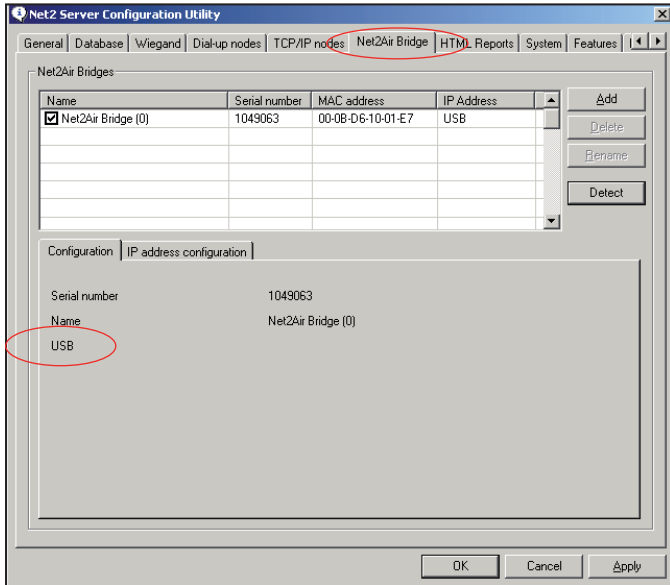 Net2 Server Configuration Utility
General Database Wiegand Dial-up nodes TCP/IP nodes Net2Air Bridge HTML Reports System Features
Net2Air Bridges
Name Serial number MAC address IP Address
Net2Air Bridge (0) 1049063 00-0B-D6-10-01-E7 USB
Add
Delete
Rename
Detect
Configuration IP address configuration
Serial number 1049063
Name Net2Air Bridge (0)
USB
OK Cancel Apply